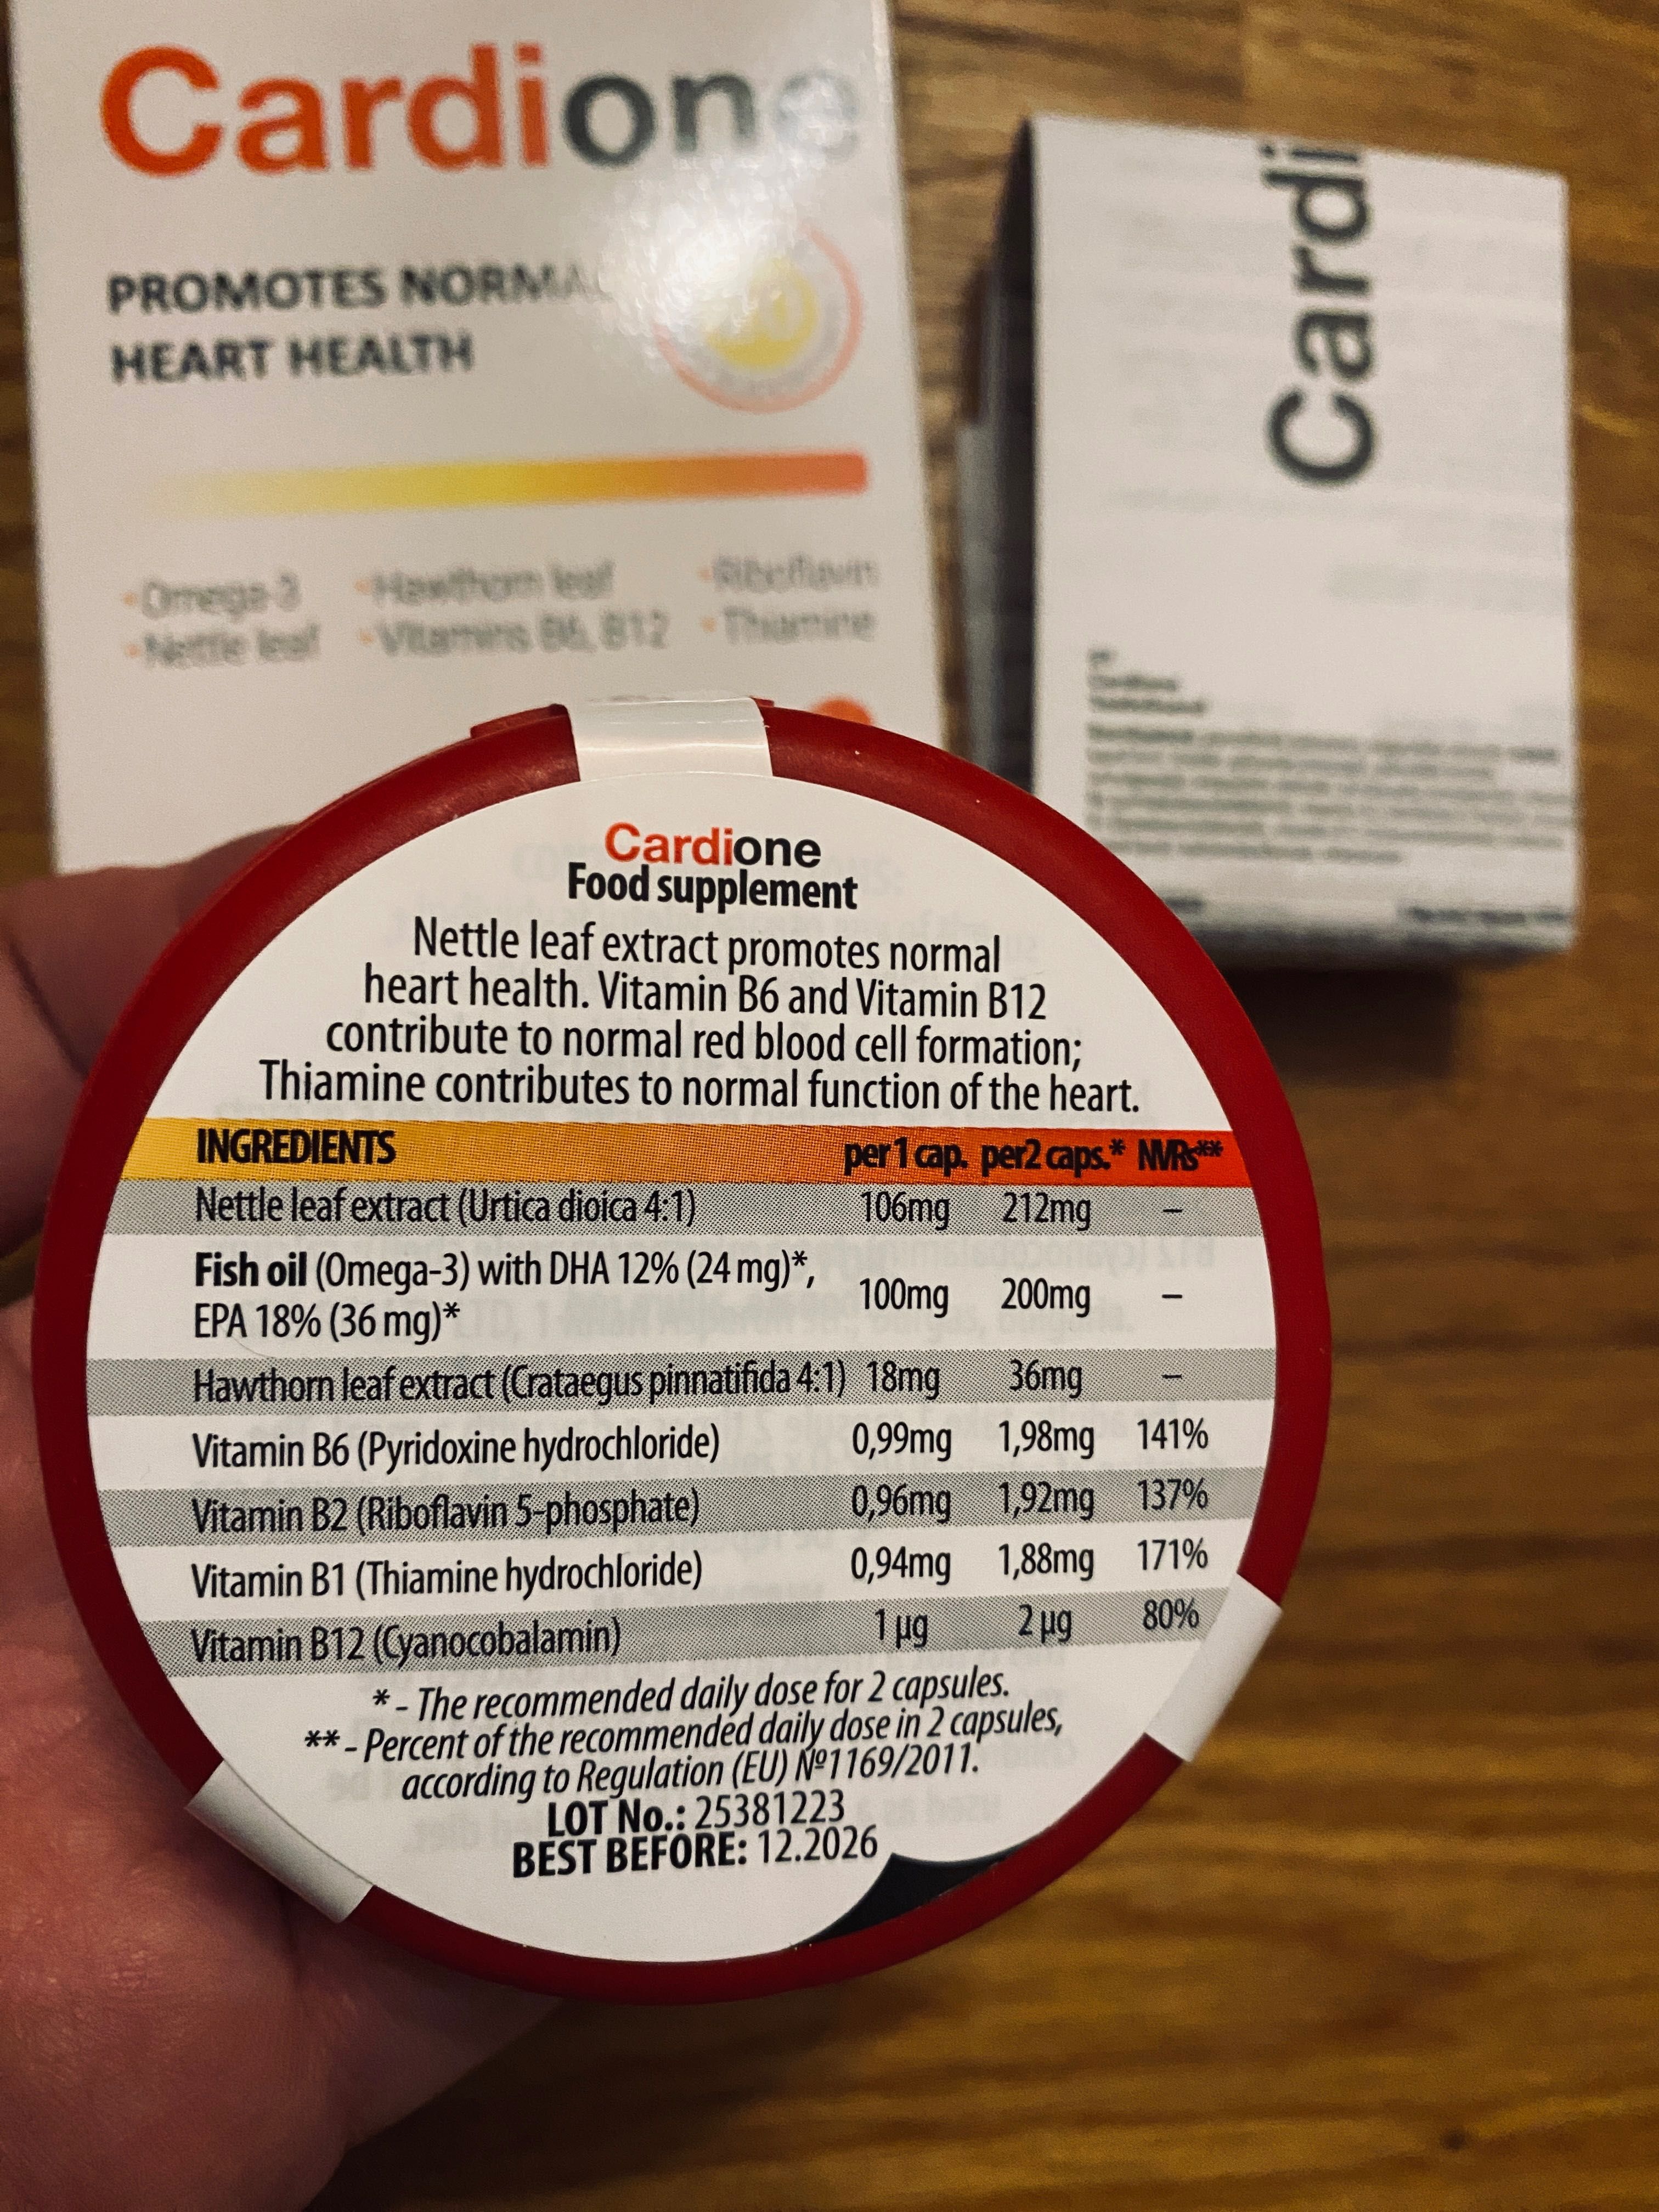 Cardione
PROMOTES NORMAL
HEART HEALTH
•Omega-3 •Hawthorn leaf •Riboflavin
•Nettle leaf •Vitamins B6, B12 •Thiamine
Cardi
Cardione
Food supplement
Nettle leaf extract promotes normal
heart health. Vitamin B6 and Vitamin B12
contribute to normal red blood cell formation;
Thiamine contributes to normal function of the heart.
INGREDIENTS per 1 cap. per2 caps.* NVRs**
Nettle leaf extract (Urtica dioica 4:1) 106mg 212mg –
Fish oil (Omega-3) with DHA 12% (24 mg)*,
EPA 18% (36 mg)* 100mg 200mg –
Hawthorn leaf extract (Crataegus pinnatifida 4:1) 18mg 36mg –
Vitamin B6 (Pyridoxine hydrochloride) 0,99mg 1,98mg 141%
Vitamin B2 (Riboflavin 5-phosphate) 0,96mg 1,92mg 137%
Vitamin B1 (Thiamine hydrochloride) 0,94mg 1,88mg 171%
Vitamin B12 (Cyanocobalamin) 1 µg 2 µg 80%
* - The recommended daily dose for 2 capsules.
** - Percent of the recommended daily dose in 2 capsules,
according to Regulation (EU) №1169/2011.
LOT No.: 25381223
BEST BEFORE: 12.2026